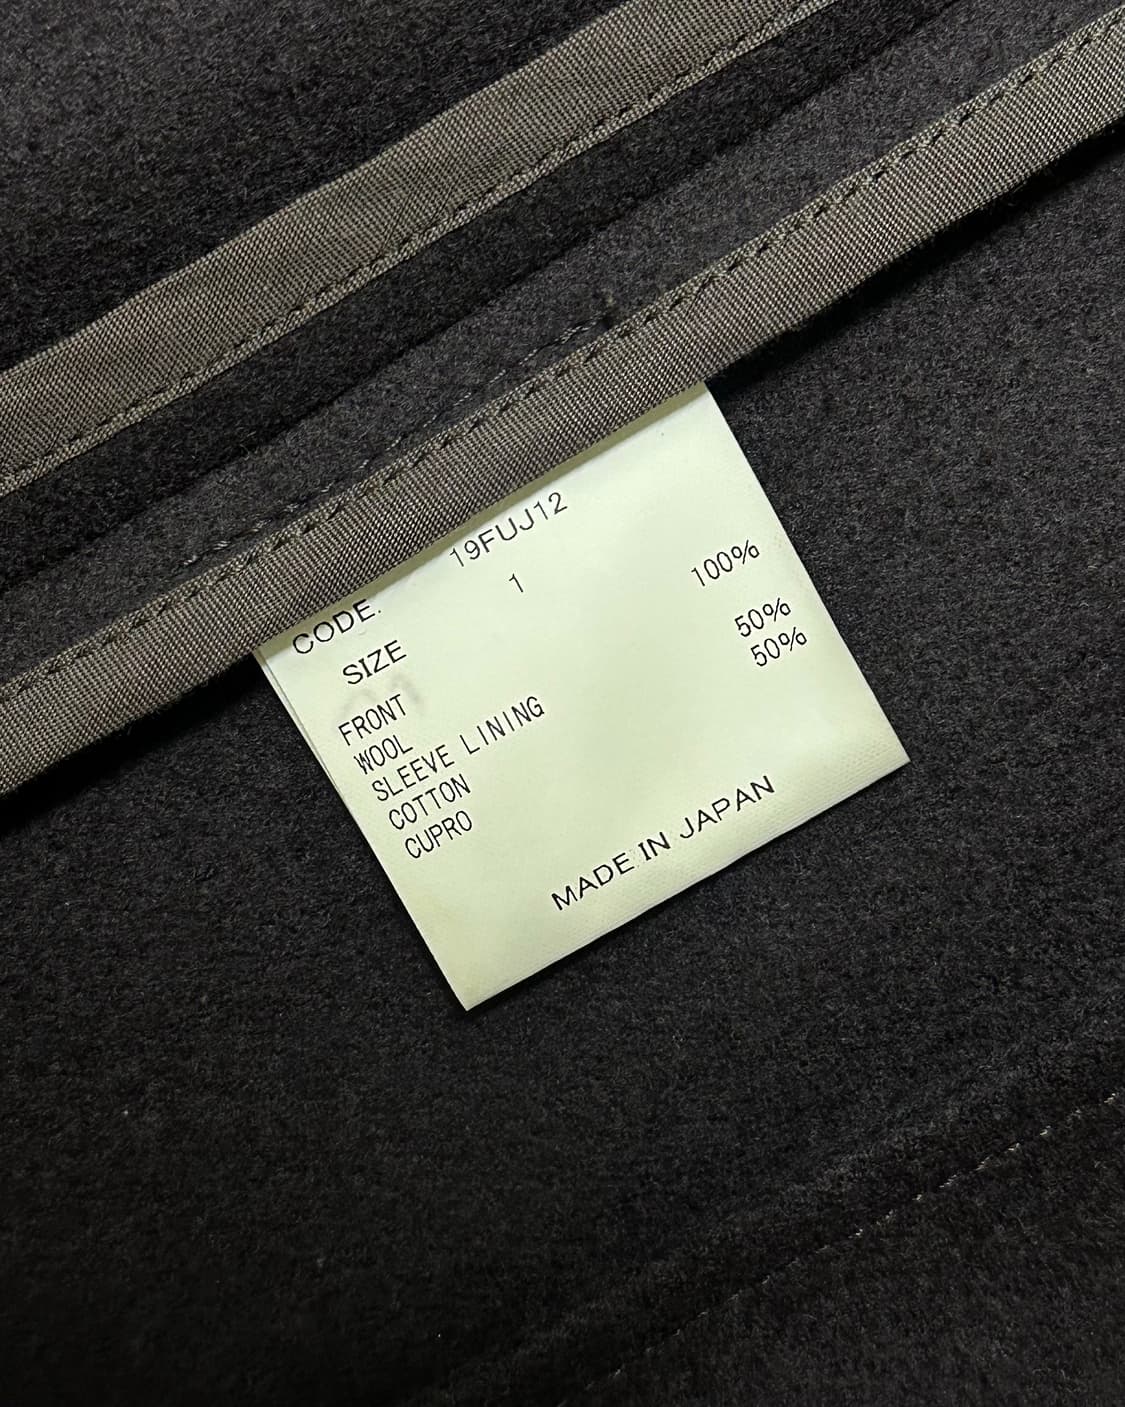 CODE. 19FUJ12
SIZE 1
FRONT
WOOL 100%
SLEEVE LINING
COTTON 50%
CUPRO 50%
MADE IN JAPAN